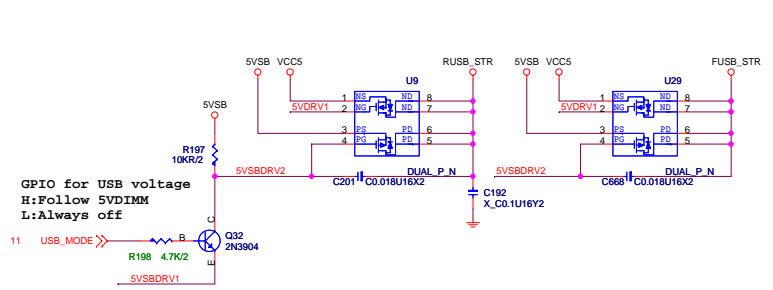 5VSB VCC5 RUSB_STR 5VSB VCC5 FUSB_STR
U9 U29
5VSB
1 NS ND 8
5VDRV1 2 NG ND 7
3 PS PD 6
4 PG PD 5
1 NS ND 8
5VDRV1 2 NG ND 7
3 PS PD 6
4 PG PD 5
R197
10KR/2
5VSBDRV2 DUAL_P_N 5VSBDRV2 DUAL_P_N
C201 C0.018U16X2 C668 C0.018U16X2
GPIO for USB voltage
H:Follow 5VDIMM
L:Always off
C192
X_C0.1U16Y2
C
11 USB_MODE B Q32
2N3904
R198 4.7K/2 E
5VSBDRV1